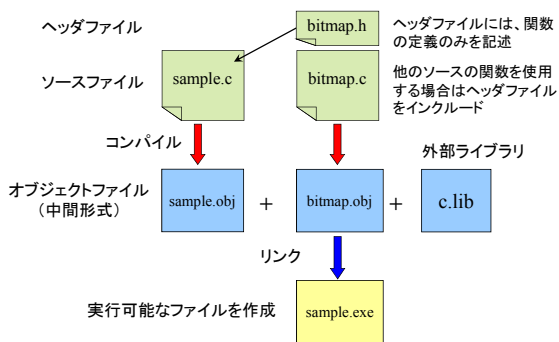 ヘッダファイル
bitmap.h
ヘッダファイルには、関数
の定義のみを記述
ソースファイル
sample.c
bitmap.c
他のソースの関数を使用
する場合はヘッダファイル
をインクルード
コンパイル
外部ライブラリ
オブジェクトファイル
（中間形式）
sample.obj
+
bitmap.obj
+
c.lib
リンク
実行可能なファイルを作成
sample.exe